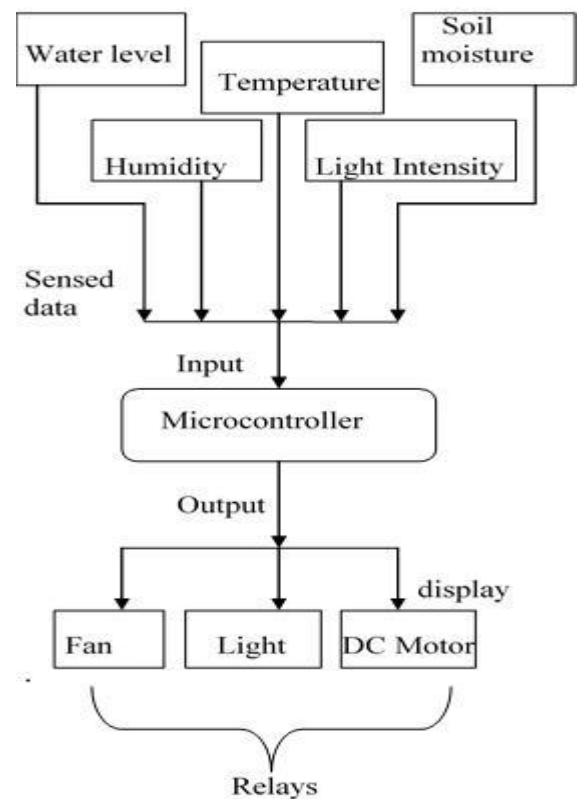 Water level
Soil
moisture
Temperature
Humidity
Light Intensity
Sensed
data
Input
Microcontroller
Output
display
Fan
Light
DC Motor
.
Relays